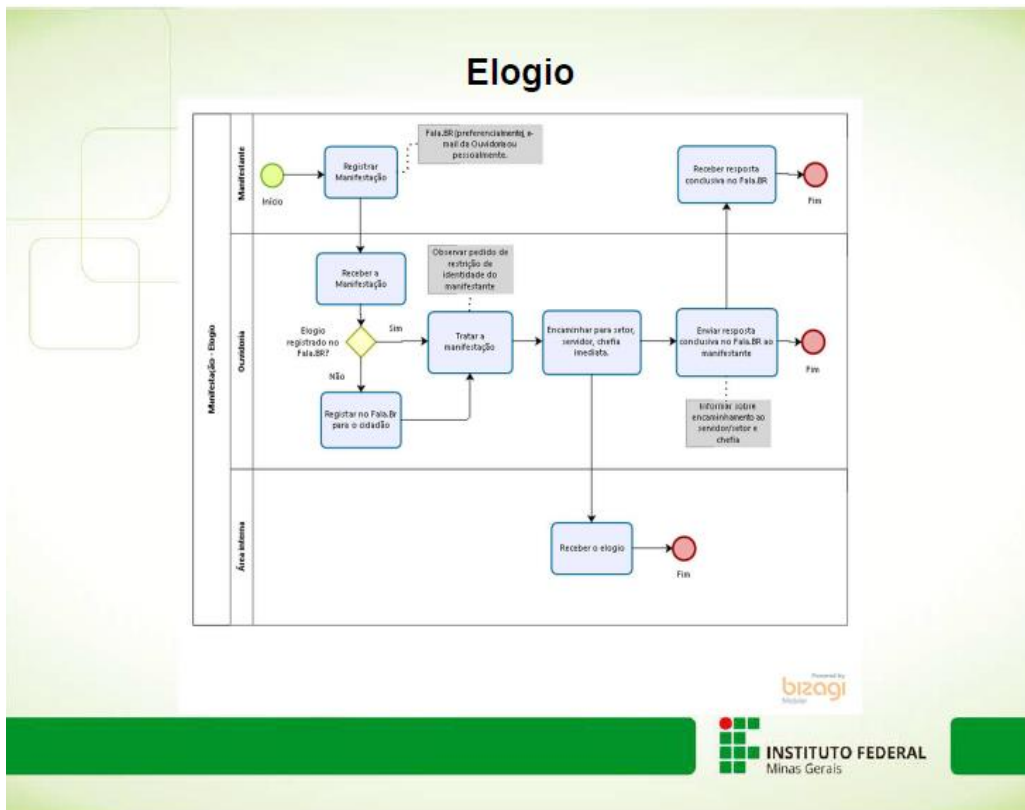 Elogio
Manifestação - Elogio
Manifestante
Início
Registrar
Manifestação
Fala.BR (preferencialmente), e-
mail da Ouvidoria ou
pessoalmente.
Receber resposta
conclusiva no Fala.BR
Fim
Ouvidoria
Receber a
Manifestação
Elogio
registrado no
Fala.BR?
Sim
Não
Registar no Fala.Br
para o cidadão
Observar pedido de
restrição de
identidade do
manifestante
Tratar a
manifestação
Encaminhar para setor,
servidor, chefia
imediata.
Enviar resposta
conclusiva no Fala.BR ao
manifestante
Fim
Informar sobre
encaminhamento ao
servidor/setor e
chefia
Área interna
Receber o elogio
Fim
Powered by
bizagi
Modeler
INSTITUTO FEDERAL
Minas Gerais